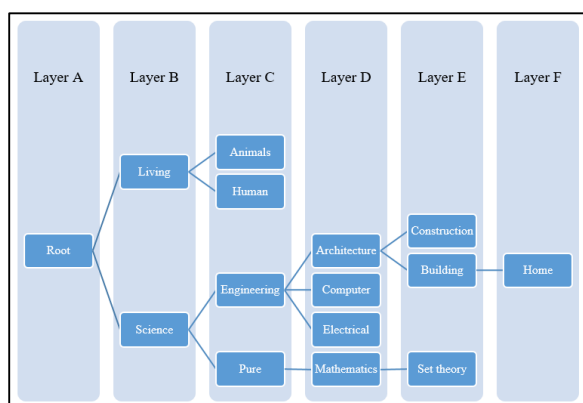 Layer A
Layer B
Layer C
Layer D
Layer E
Layer F
Root
Living
Science
Animals
Human
Engineering
Pure
Architecture
Computer
Electrical
Mathematics
Construction
Building
Set theory
Home